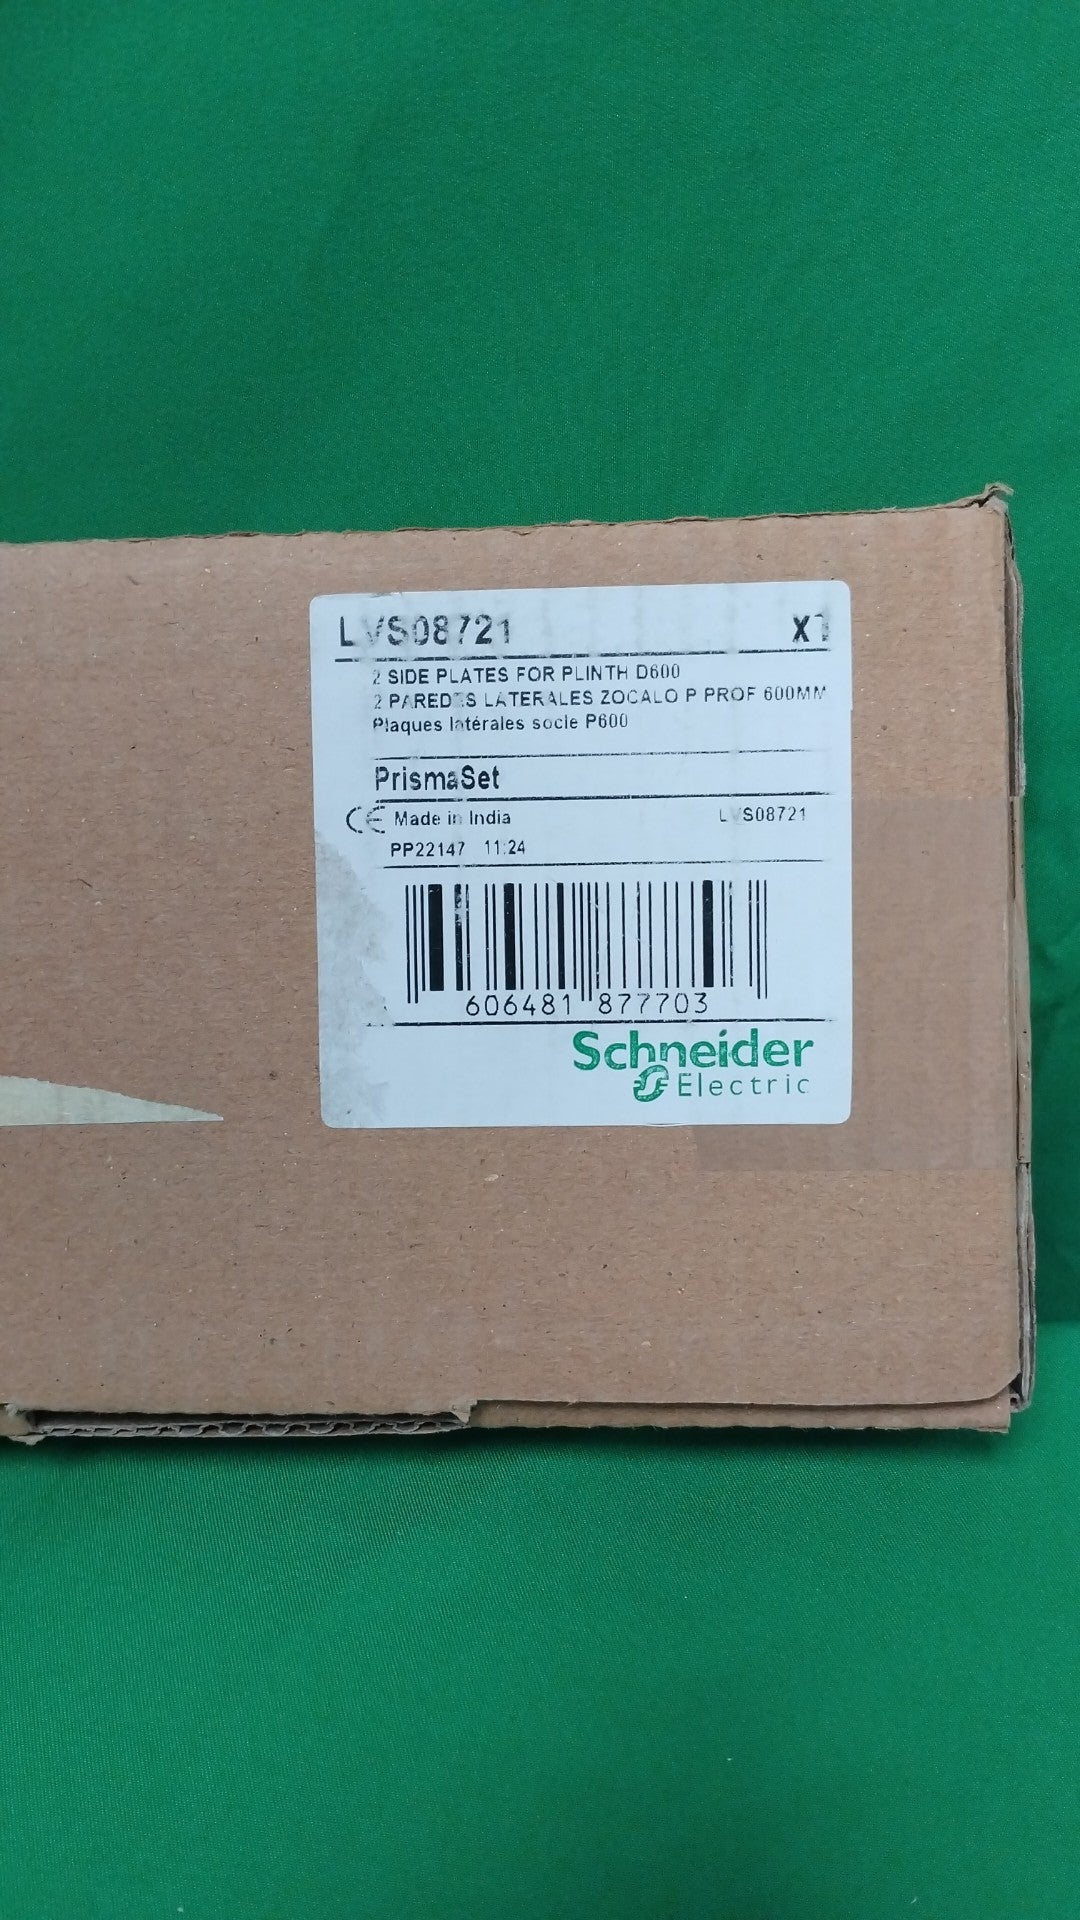 LVS08721 X1
2 SIDE PLATES FOR PLINTH D600
2 PAREDES LATERALES ZOCALO P PROF 600MM
Plaques latérales socle P600
PrismaSet
CE Made in India LVS08721
PP22147 11:24
606481 877703
Schneider
Electric